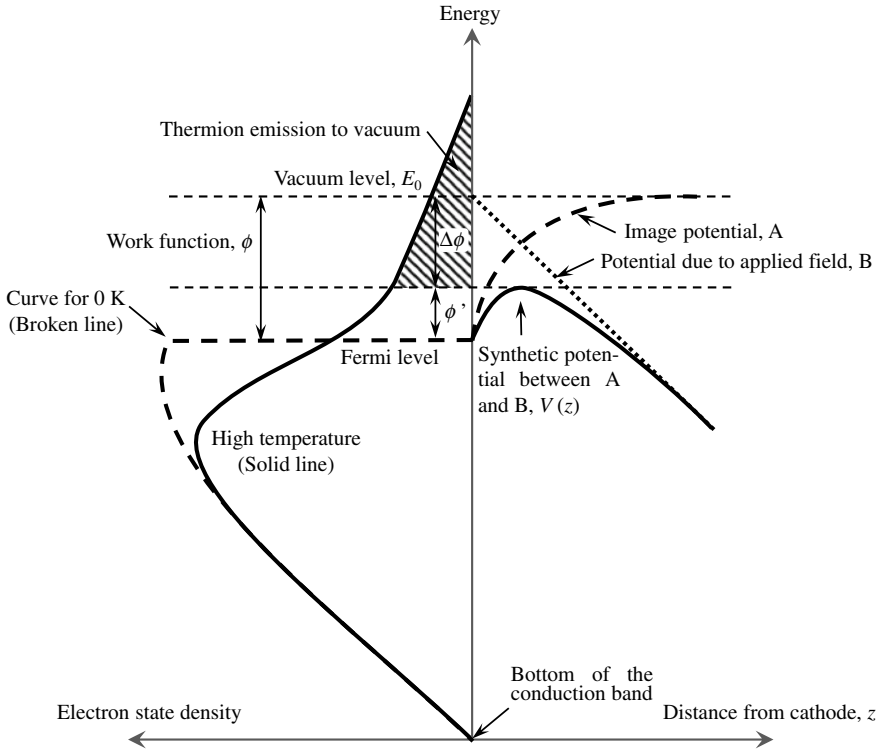 Energy
Thermion emission to vacuum
Vacuum level, E0
Work function, ϕ
Δϕ
Image potential, A
Potential due to applied field, B
Curve for 0 K
(Broken line)
ϕ’
Fermi level
Synthetic poten-
tial between A
and B, V (z)
High temperature
(Solid line)
Bottom of the
conduction band
Electron state density
Distance from cathode, z